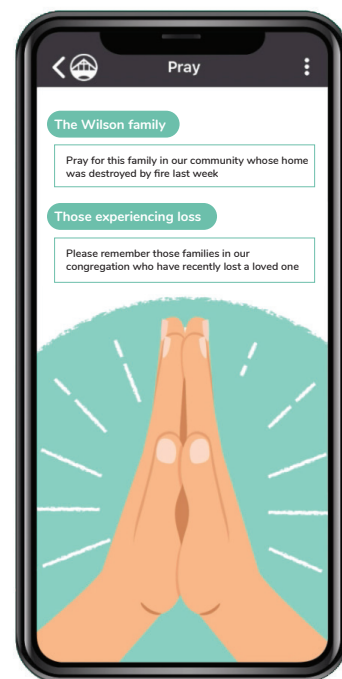 Pray
The Wilson family
Pray for this family in our community whose home
was destroyed by fire last week
Those experiencing loss
Please remember those families in our
congregation who have recently lost a loved one